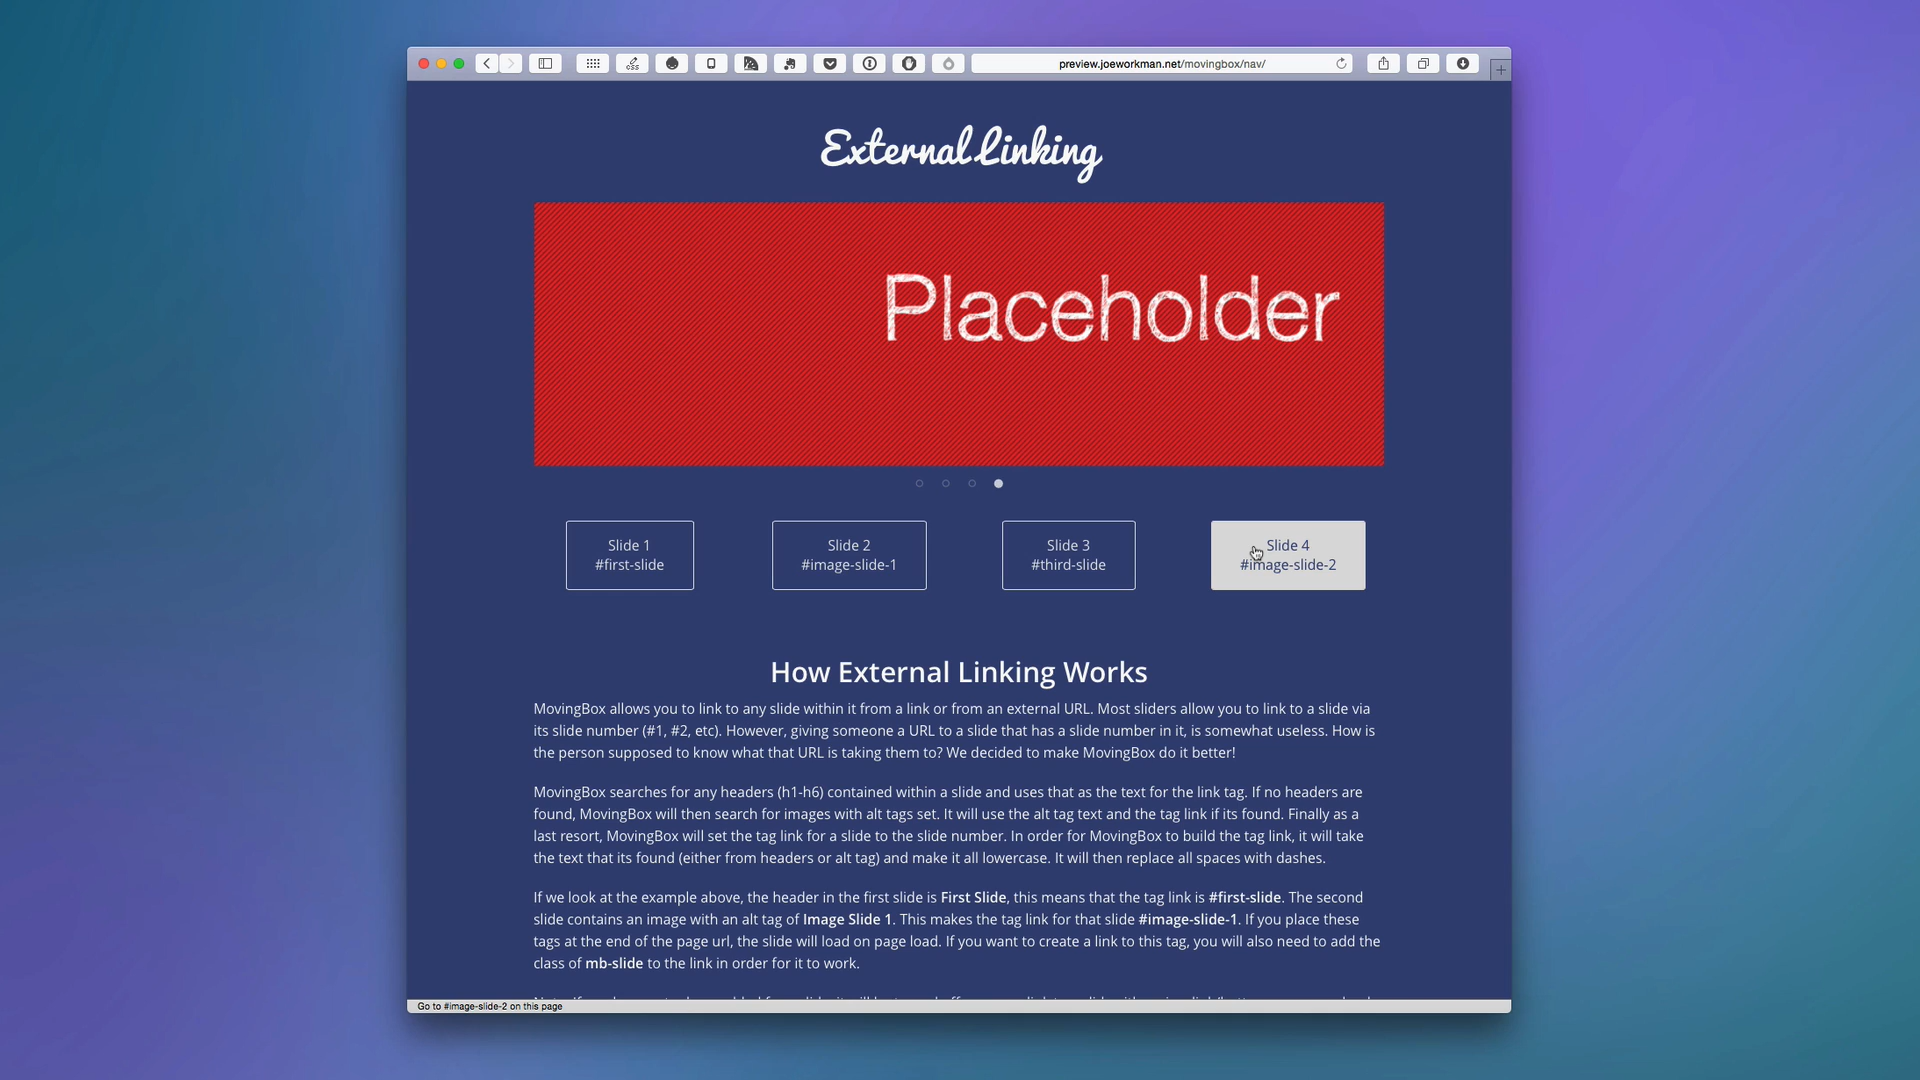 css
preview.joeworkman.net/movingbox/nav/
External Linking
Placeholder
Slide 1
#first-slide
Slide 2
#image-slide-1
Slide 3
#third-slide
Slide 4
#image-slide-2
How External Linking Works
MovingBox allows you to link to any slide within it from a link or from an external URL. Most sliders allow you to link to a slide via
its slide number (#1, #2, etc). However, giving someone a URL to a slide that has a slide number in it, is somewhat useless. How is
the person supposed to know what that URL is taking them to? We decided to make MovingBox do it better!
MovingBox searches for any headers (h1-h6) contained within a slide and uses that as the text for the link tag. If no headers are
found, MovingBox will then search for images with alt tags set. It will use the alt tag text and the tag link if its found. Finally as a
last resort, MovingBox will set the tag link for a slide to the slide number. In order for MovingBox to build the tag link, it will take
the text that its found (either from headers or alt tag) and make it all lowercase. It will then replace all spaces with dashes.
If we look at the example above, the header in the first slide is First Slide, this means that the tag link is #first-slide. The second
slide contains an image with an alt tag of Image Slide 1. This makes the tag link for that slide #image-slide-1. If you place these
tags at the end of the page url, the slide will load on page load. If you want to create a link to this tag, you will also need to add the
class of mb-slide to the link in order for it to work.
Go to #image-slide-2 on this page